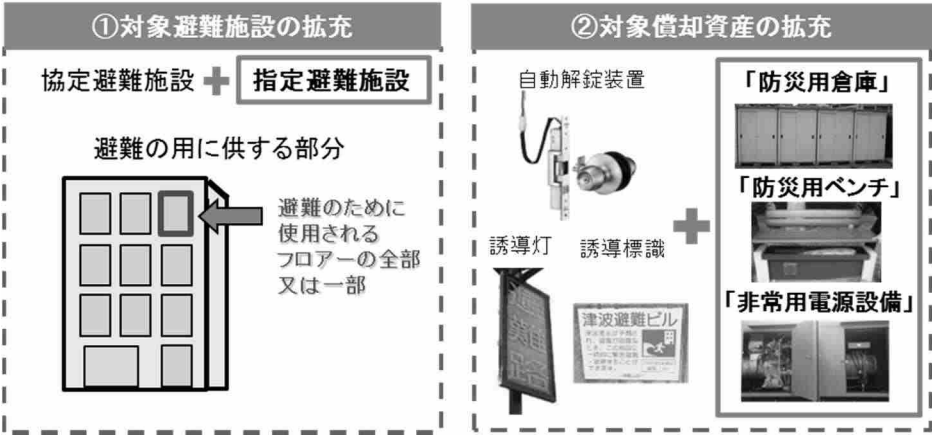 ①対象避難施設の拡充
協定避難施設 + 指定避難施設
避難の用に供する部分
避難のために
使用される
フロアーの全部
又は一部
②対象償却資産の拡充
自動解錠装置
誘導灯
誘導標識
避難路
津波避難ビル
+
「防災用倉庫」
「防災用ベンチ」
「非常用電源設備」